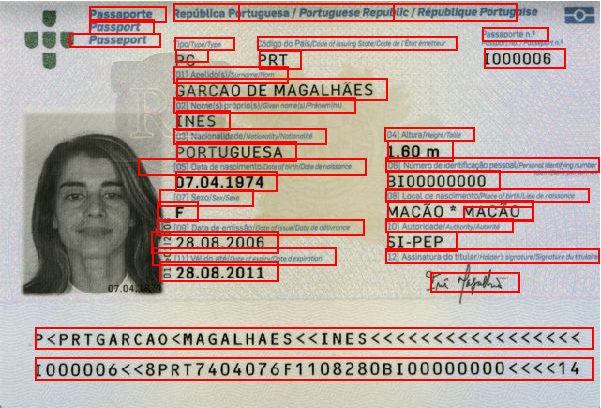 Passaporte República Portuguesa / Portuguese Republic / République Portugaise
Passport
Passeport
Passaporte n.º
Tipo/Type/Type Código do País/Code of issuing State/Code de l'État émetteur Passport no./Passeport n.º
PC PRT I000006
01 Apelido(s)/Surname/Nom
GARCAO DE MAGALHÃES
02 Nome(s) próprio(s)/Given name(s)/Prénom(ns)
INES
03 Nacionalidade/Nationality/Nationalité 04 Altura/Height/Taille
PORTUGUESA 1.60 m
05 Data de nascimento/Date of birth/Date de naissance 06 Número de identificação pessoal/Personal identifying number
07.04.1974 BI00000000
07 Sexo/Sex/Sexe 08 Local de nascimento/Place of birth/Lieu de naissance
F MAÇÃO * MAÇÃO
09 Data de emissão/Date of issue/Date de délivrance 10 Autoridade/Authority/Autorité
28.08.2006 SI-PEP
11 Válido até/Date of expiry/Date d'expiration 12 Assinatura do titular/Holder's signature/Signature du titulaire
28.08.2011
Inês Magalhães
07.04.19
P<PRTGARCAO<MAGALHAES<<INES<<<<<<<<<<<<<<<<<
I000006<<8PRT7404076F1108280BI00000000<<<<14